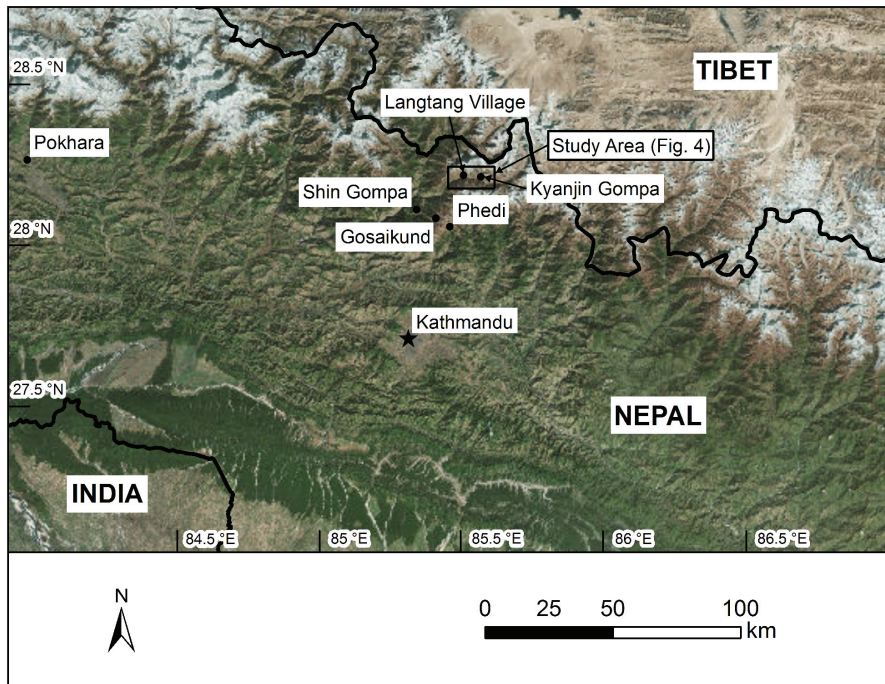 28.5 °N
TIBET
Langtang Village
Study Area (Fig. 4)
Pokhara
Shin Gompa
Kyanjin Gompa
Phedi
Gosaikund
28 °N
Kathmandu
27.5 °N
NEPAL
INDIA
84.5 °E
85 °E
85.5 °E
86 °E
86.5 °E
N
0 25 50 100
km